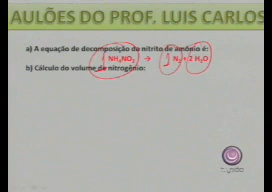 AULÕES DO PROF. LUIS CARLOS
a) A equação de decomposição do nitrito de amônio é:
NH₄NO₂ → N₂ + 2 H₂O
b) Cálculo do volume de nitrogênio: